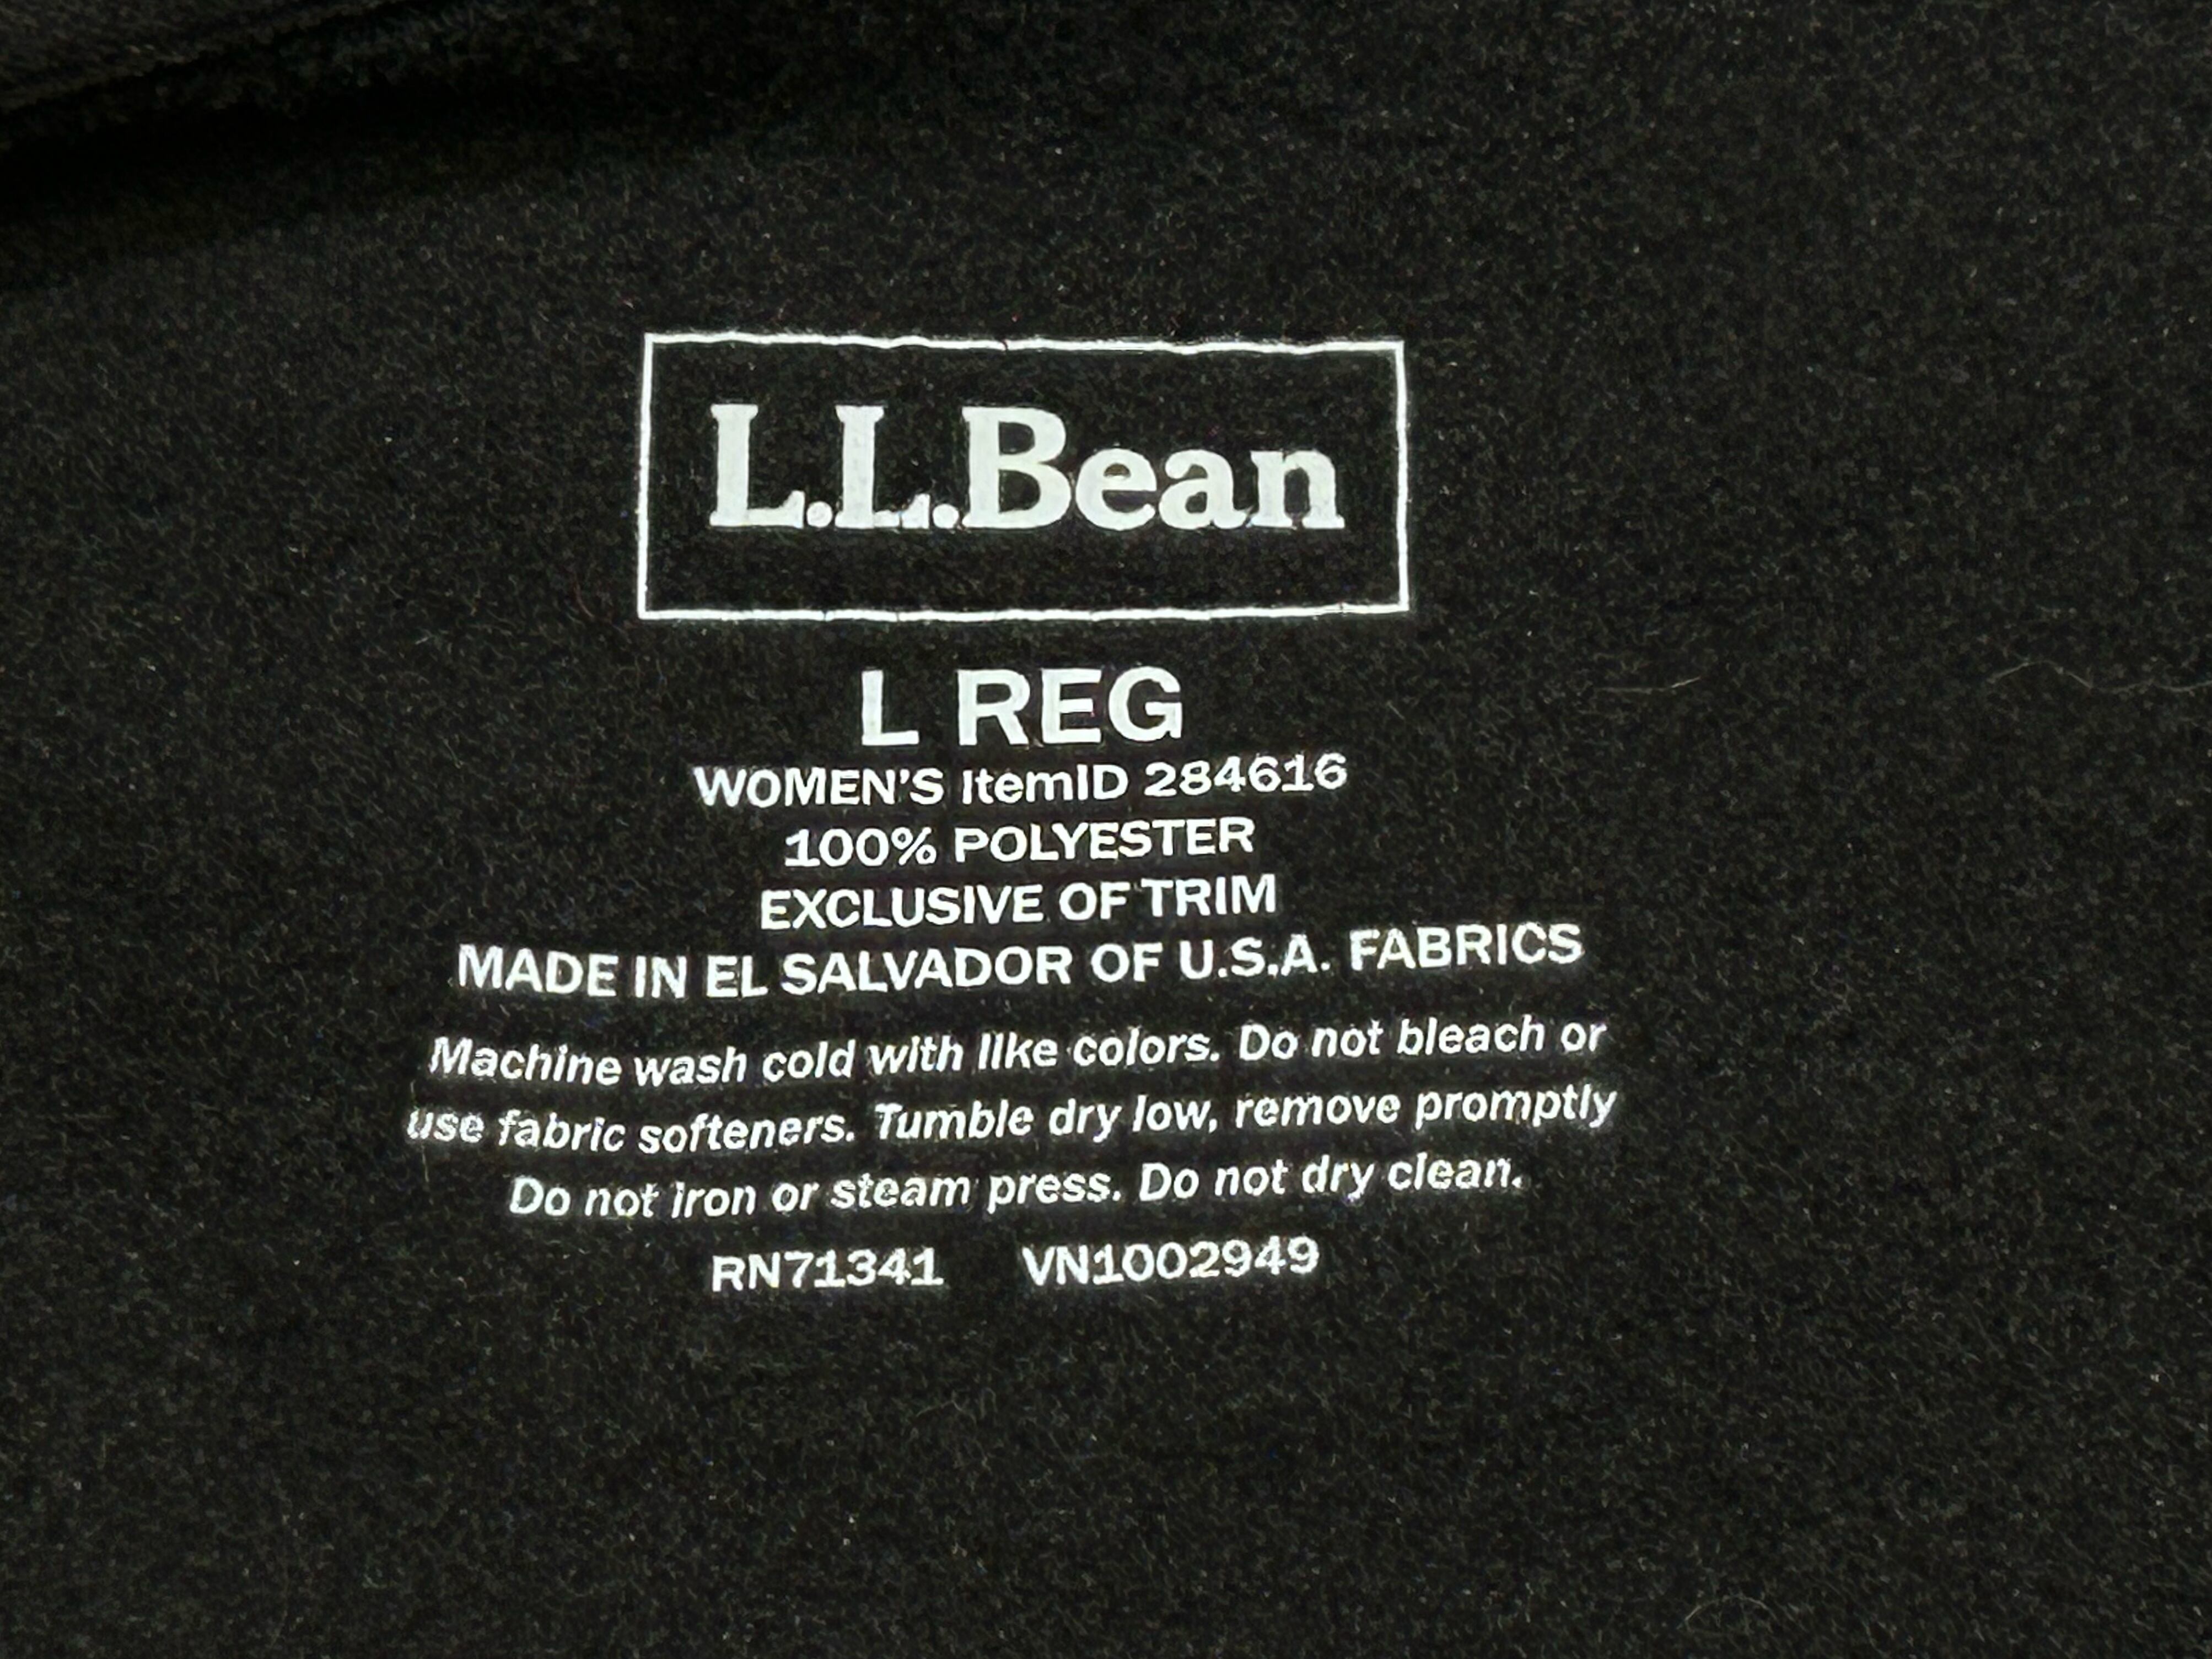 L.L.Bean
L REG
WOMEN'S ItemID 284616
100% POLYESTER
EXCLUSIVE OF TRIM
MADE IN EL SALVADOR OF U.S.A. FABRICS
Machine wash cold with like colors. Do not bleach or
use fabric softeners. Tumble dry low, remove promptly
Do not iron or steam press. Do not dry clean.
RN71341 VN1002949